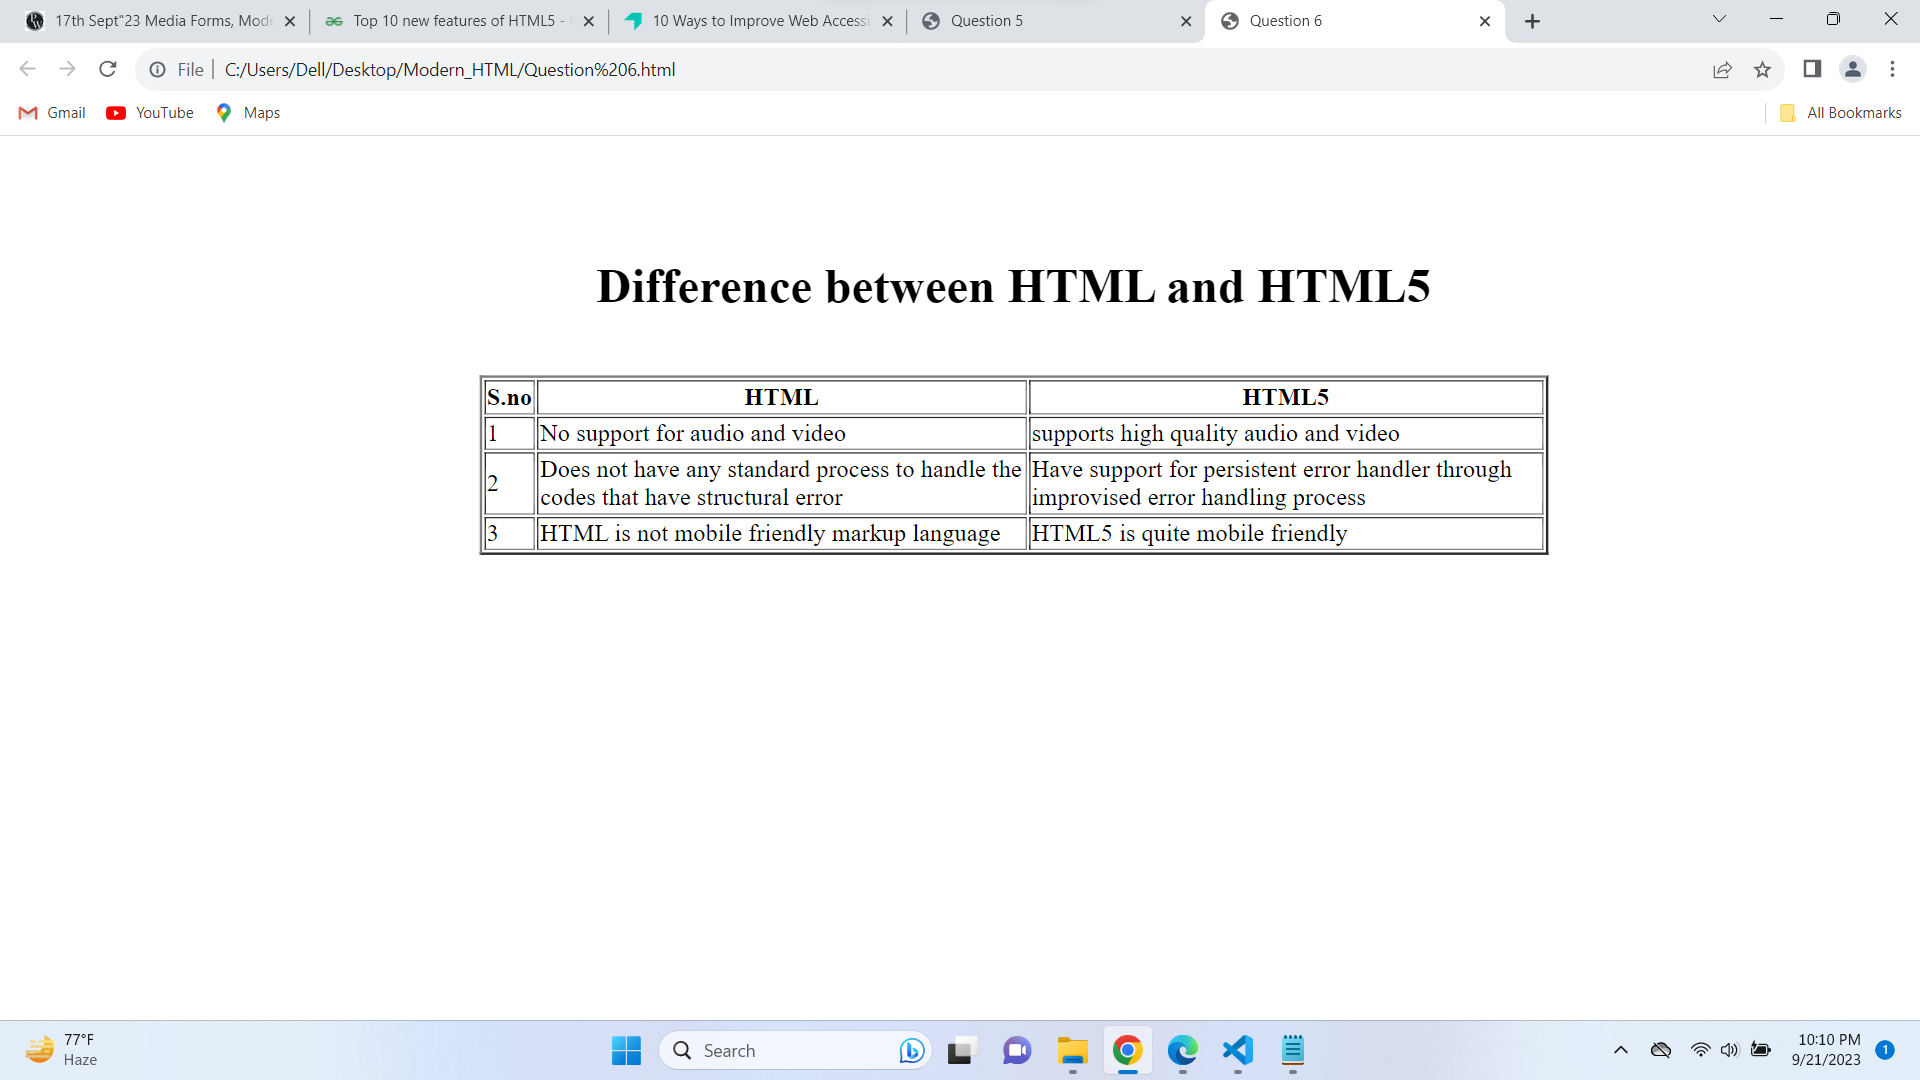 17th Sept"23 Media Forms, Mode
Top 10 new features of HTML5 -
10 Ways to Improve Web Accessi
Question 5
Question 6
File
C:/Users/Dell/Desktop/Modern_HTML/Question%206.html
Gmail
YouTube
Maps
All Bookmarks
Difference between HTML and HTML5
S.no HTML HTML5
1 No support for audio and video supports high quality audio and video
2 Does not have any standard process to handle the codes that have structural error Have support for persistent error handler through improvised error handling process
3 HTML is not mobile friendly markup language HTML5 is quite mobile friendly
77°F
Haze
Search
10:10 PM
9/21/2023
1